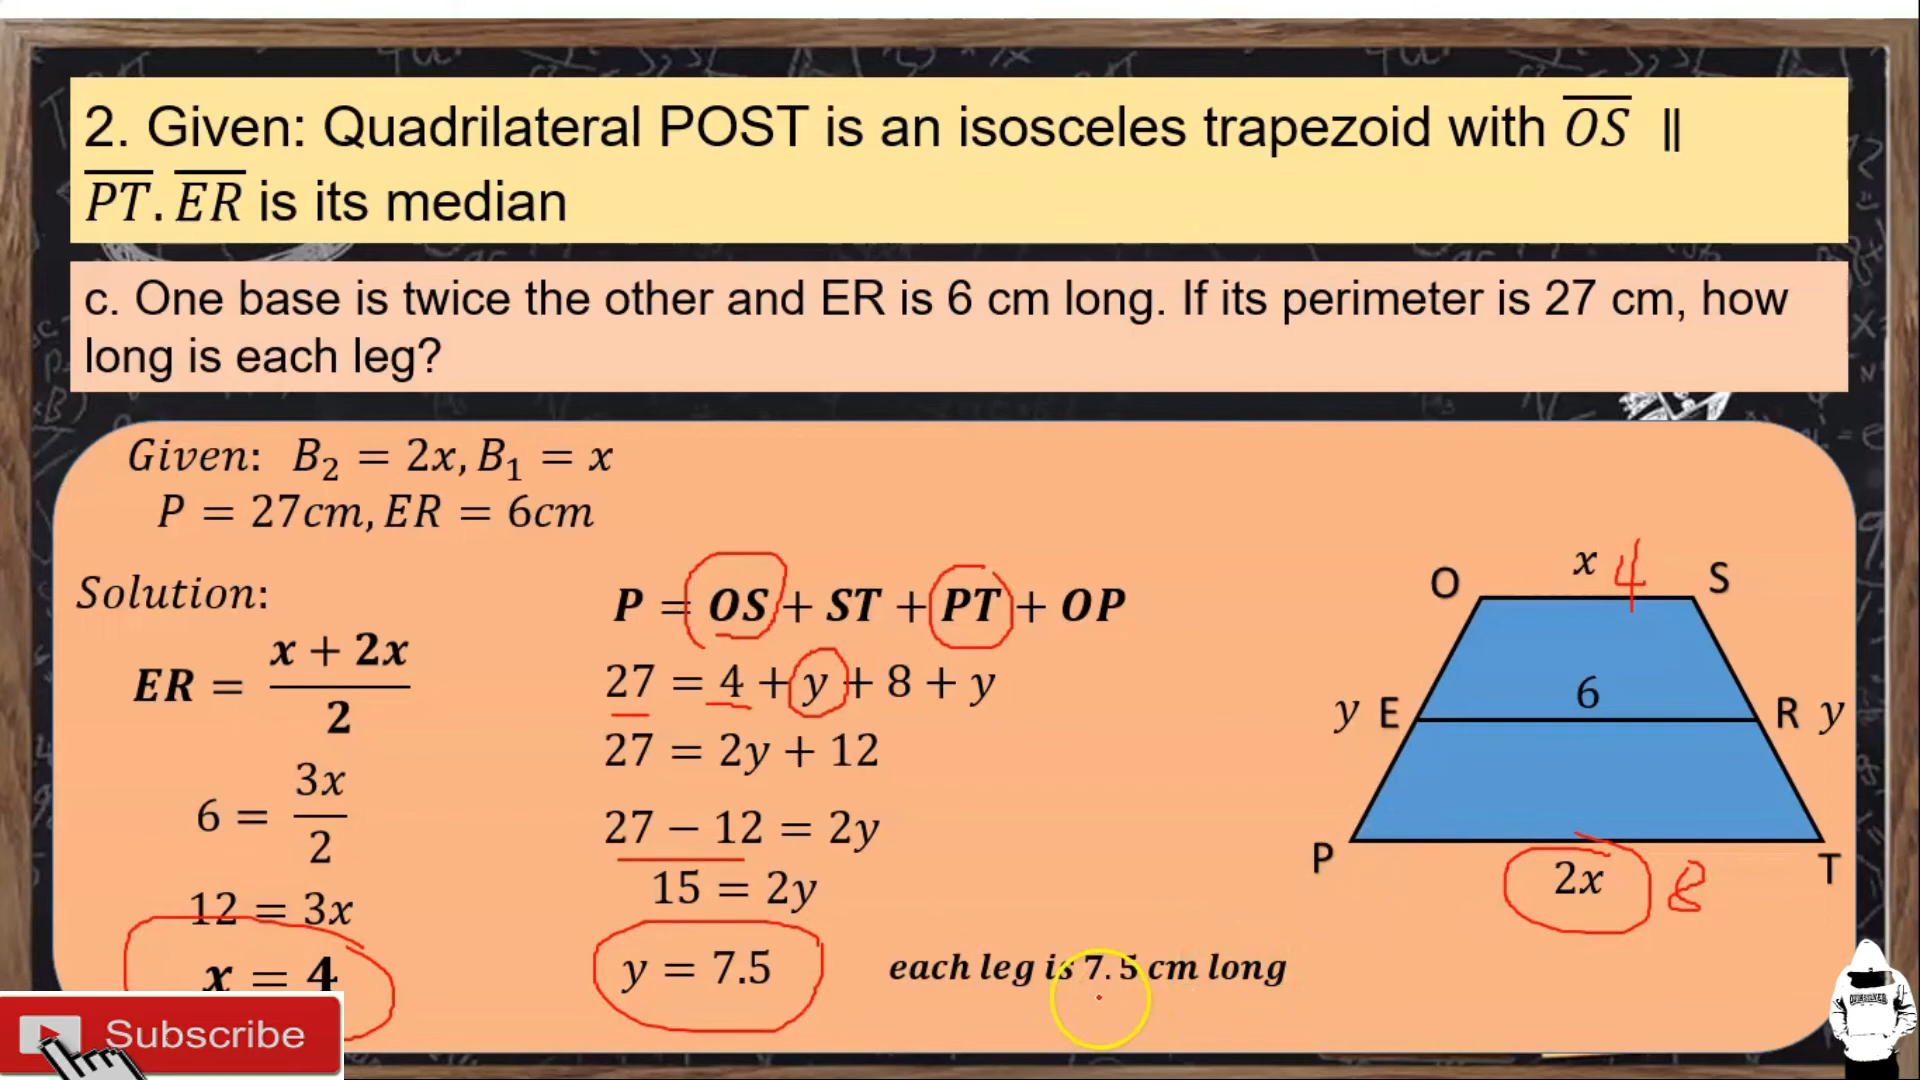 2. Given: Quadrilateral POST is an isosceles trapezoid with OS ∥
PT. ER is its median
c. One base is twice the other and ER is 6 cm long. If its perimeter is 27 cm, how
long is each leg?
Given: B₂ = 2x, B₁ = x
P = 27cm, ER = 6cm
Solution:
ER = (x + 2x)/2
6 = 3x/2
12 = 3x
x = 4
P = OS + ST + PT + OP
27 = 4 + y + 8 + y
27 = 2y + 12
27 − 12 = 2y
15 = 2y
y = 7.5
each leg is 7.5 cm long
x 4
O S
6
y E R y
P T
2x 8
Subscribe
QUIKSILVER